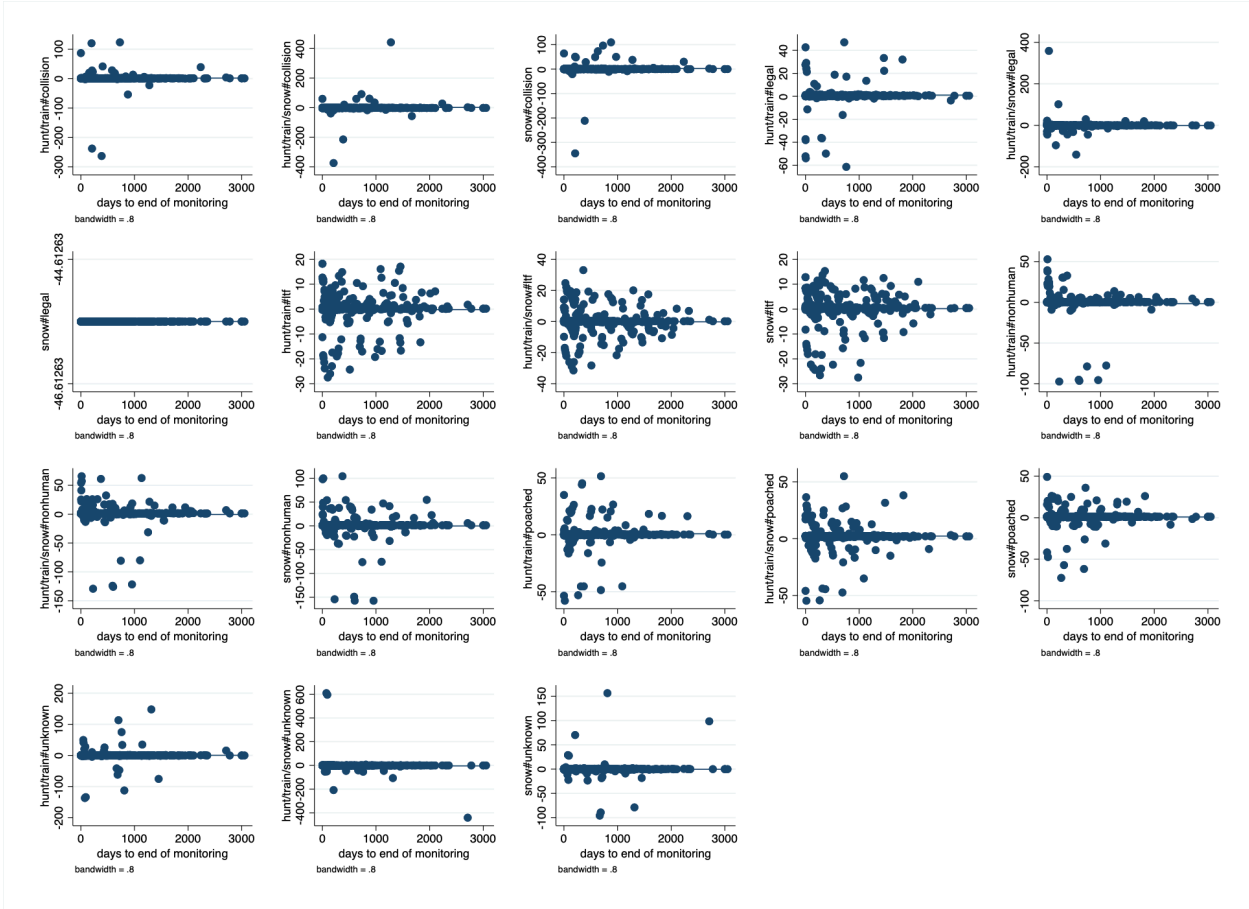 hunt/train#collision
-300 -200 -100 0 100
0 1000 2000 3000
days to end of monitoring
bandwidth = .8
hunt/train/snow#collision
-400 -200 0 200 400
0 1000 2000 3000
days to end of monitoring
bandwidth = .8
snow#collision
-400 -300 -200 -100 0 100
0 1000 2000 3000
days to end of monitoring
bandwidth = .8
hunt/train#legal
-60 -40 -20 0 20 40
0 1000 2000 3000
days to end of monitoring
bandwidth = .8
hunt/train/snow#legal
-200 0 200 400
0 1000 2000 3000
days to end of monitoring
bandwidth = .8
snow#legal
-46.61263 -44.61263
0 1000 2000 3000
days to end of monitoring
bandwidth = .8
hunt/train#ltf
-30 -20 -10 0 10 20
0 1000 2000 3000
days to end of monitoring
bandwidth = .8
hunt/train/snow#ltf
-40 -20 0 20 40
0 1000 2000 3000
days to end of monitoring
bandwidth = .8
snow#ltf
-30 -20 -10 0 10 20
0 1000 2000 3000
days to end of monitoring
bandwidth = .8
hunt/train#nonhuman
-100 -50 0 50
0 1000 2000 3000
days to end of monitoring
bandwidth = .8
hunt/train/snow#nonhuman
-150 -100 -50 0 50
0 1000 2000 3000
days to end of monitoring
bandwidth = .8
snow#nonhuman
-150 -100 -50 0 50 100
0 1000 2000 3000
days to end of monitoring
bandwidth = .8
hunt/train#poached
-50 0 50
0 1000 2000 3000
days to end of monitoring
bandwidth = .8
hunt/train/snow#poached
-50 0 50
0 1000 2000 3000
days to end of monitoring
bandwidth = .8
snow#poached
-100 -50 0 50
0 1000 2000 3000
days to end of monitoring
bandwidth = .8
hunt/train#unknown
-200 -100 0 100 200
0 1000 2000 3000
days to end of monitoring
bandwidth = .8
hunt/train/snow#unknown
-400 -200 0 200 400 600
0 1000 2000 3000
days to end of monitoring
bandwidth = .8
snow#unknown
-100 -50 0 50 100 150
0 1000 2000 3000
days to end of monitoring
bandwidth = .8